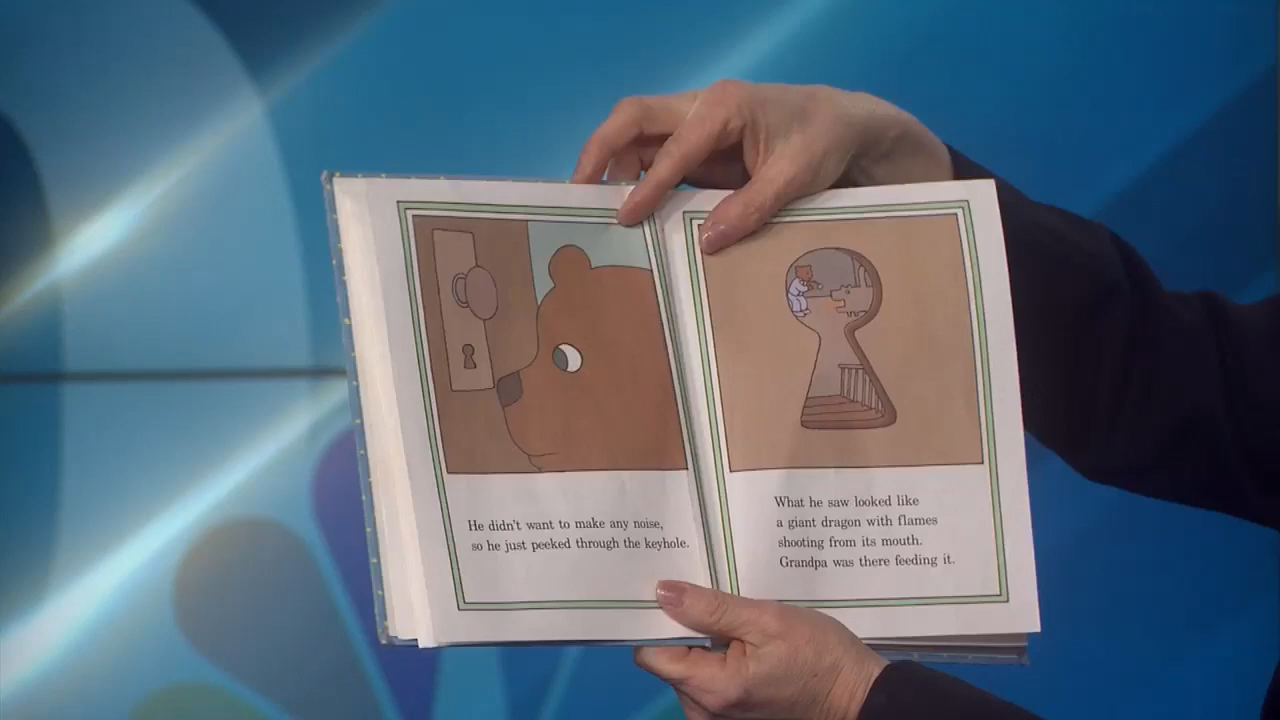 He didn't want to make any noise,
so he just peeked through the keyhole.
What he saw looked like
a giant dragon with flames
shooting from its mouth.
Grandpa was there feeding it.